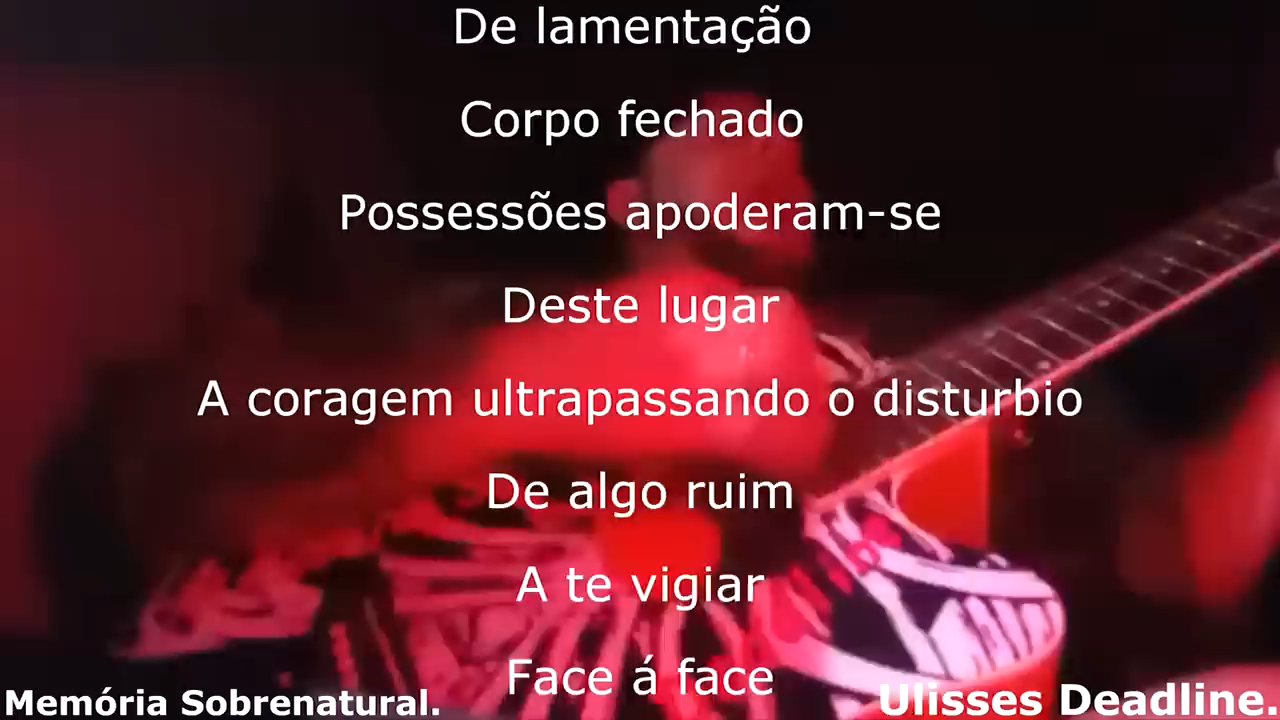 De lamentação
Corpo fechado
Possessões apoderam-se
Deste lugar
A coragem ultrapassando o disturbio
De algo ruim
A te vigiar
Face á face
Memória Sobrenatural.
Ulisses Deadline.